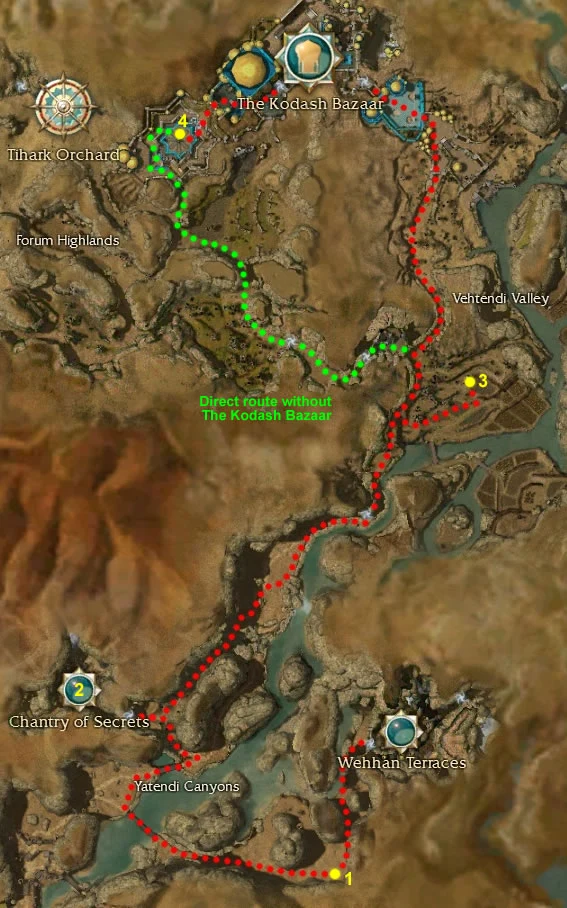 The Kodash Bazaar
4
Tihark Orchard
Forum Highlands
Vehtendi Valley
3
Direct route without
The Kodash Bazaar
2
Chantry of Secrets
Wehhan Terraces
Yatendi Canyons
1